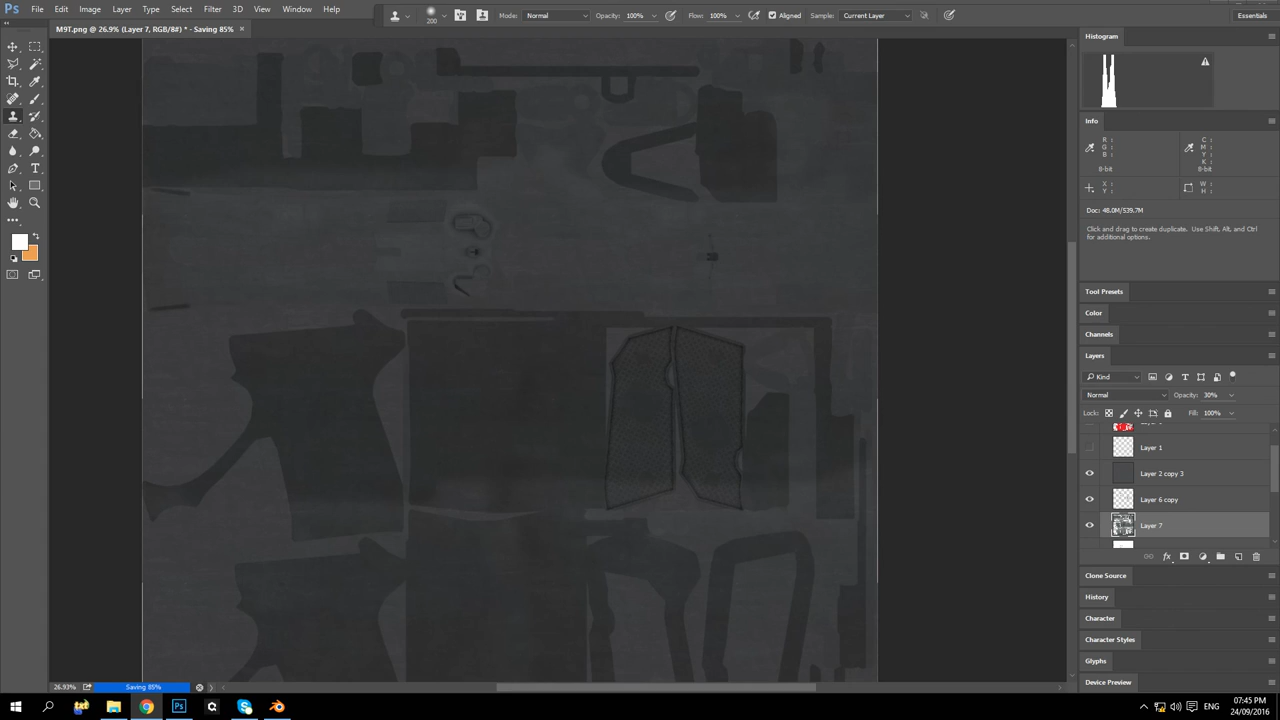 Ps File Edit Image Layer Type Select Filter 3D View Window Help
200 Mode: Normal Opacity: 100% Flow: 100% Aligned Sample: Current Layer Essentials
M9T.png @ 26.9% (Layer 7, RGB/8#) * - Saving 85% ×
Histogram
Info
R : C :
G : M :
B : Y :
K :
8-bit 8-bit
X : W :
Y : H :
Doc: 48.0M/539.7M
Click and drag to create duplicate. Use Shift, Alt, and Ctrl
for additional options.
Tool Presets
Color
Channels
Layers
Kind
Normal Opacity: 30%
Lock: Fill: 100%
Layer 1
Layer 2 copy 3
Layer 6 copy
Layer 7
fx
Clone Source
History
Character
Character Styles
Glyphs
Device Preview
26.93% Saving 85%
Ps ENG 07:45 PM
24/09/2016